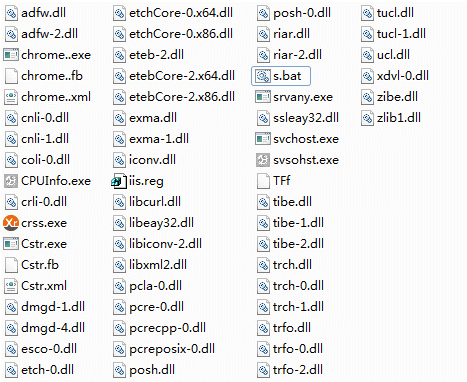 adfw.dll
adfw-2.dll
chrome..exe
chrome..fb
chrome..xml
cnli-0.dll
cnli-1.dll
coli-0.dll
CPUInfo.exe
crli-0.dll
crss.exe
Cstr.exe
Cstr.fb
Cstr.xml
dmgd-1.dll
dmgd-4.dll
esco-0.dll
etch-0.dll
etchCore-0.x64.dll
etchCore-0.x86.dll
eteb-2.dll
etebCore-2.x64.dll
etebCore-2.x86.dll
exma.dll
exma-1.dll
iconv.dll
iis.reg
libcurl.dll
libeay32.dll
libiconv-2.dll
libxml2.dll
pcla-0.dll
pcre-0.dll
pcrecpp-0.dll
pcreposix-0.dll
posh.dll
posh-0.dll
riar.dll
riar-2.dll
s.bat
srvany.exe
ssleay32.dll
svchost.exe
svsohst.exe
TFf
tibe.dll
tibe-1.dll
tibe-2.dll
trch.dll
trch-0.dll
trch-1.dll
trfo.dll
trfo-0.dll
trfo-2.dll
tucl.dll
tucl-1.dll
ucl.dll
xdvl-0.dll
zibe.dll
zlib1.dll